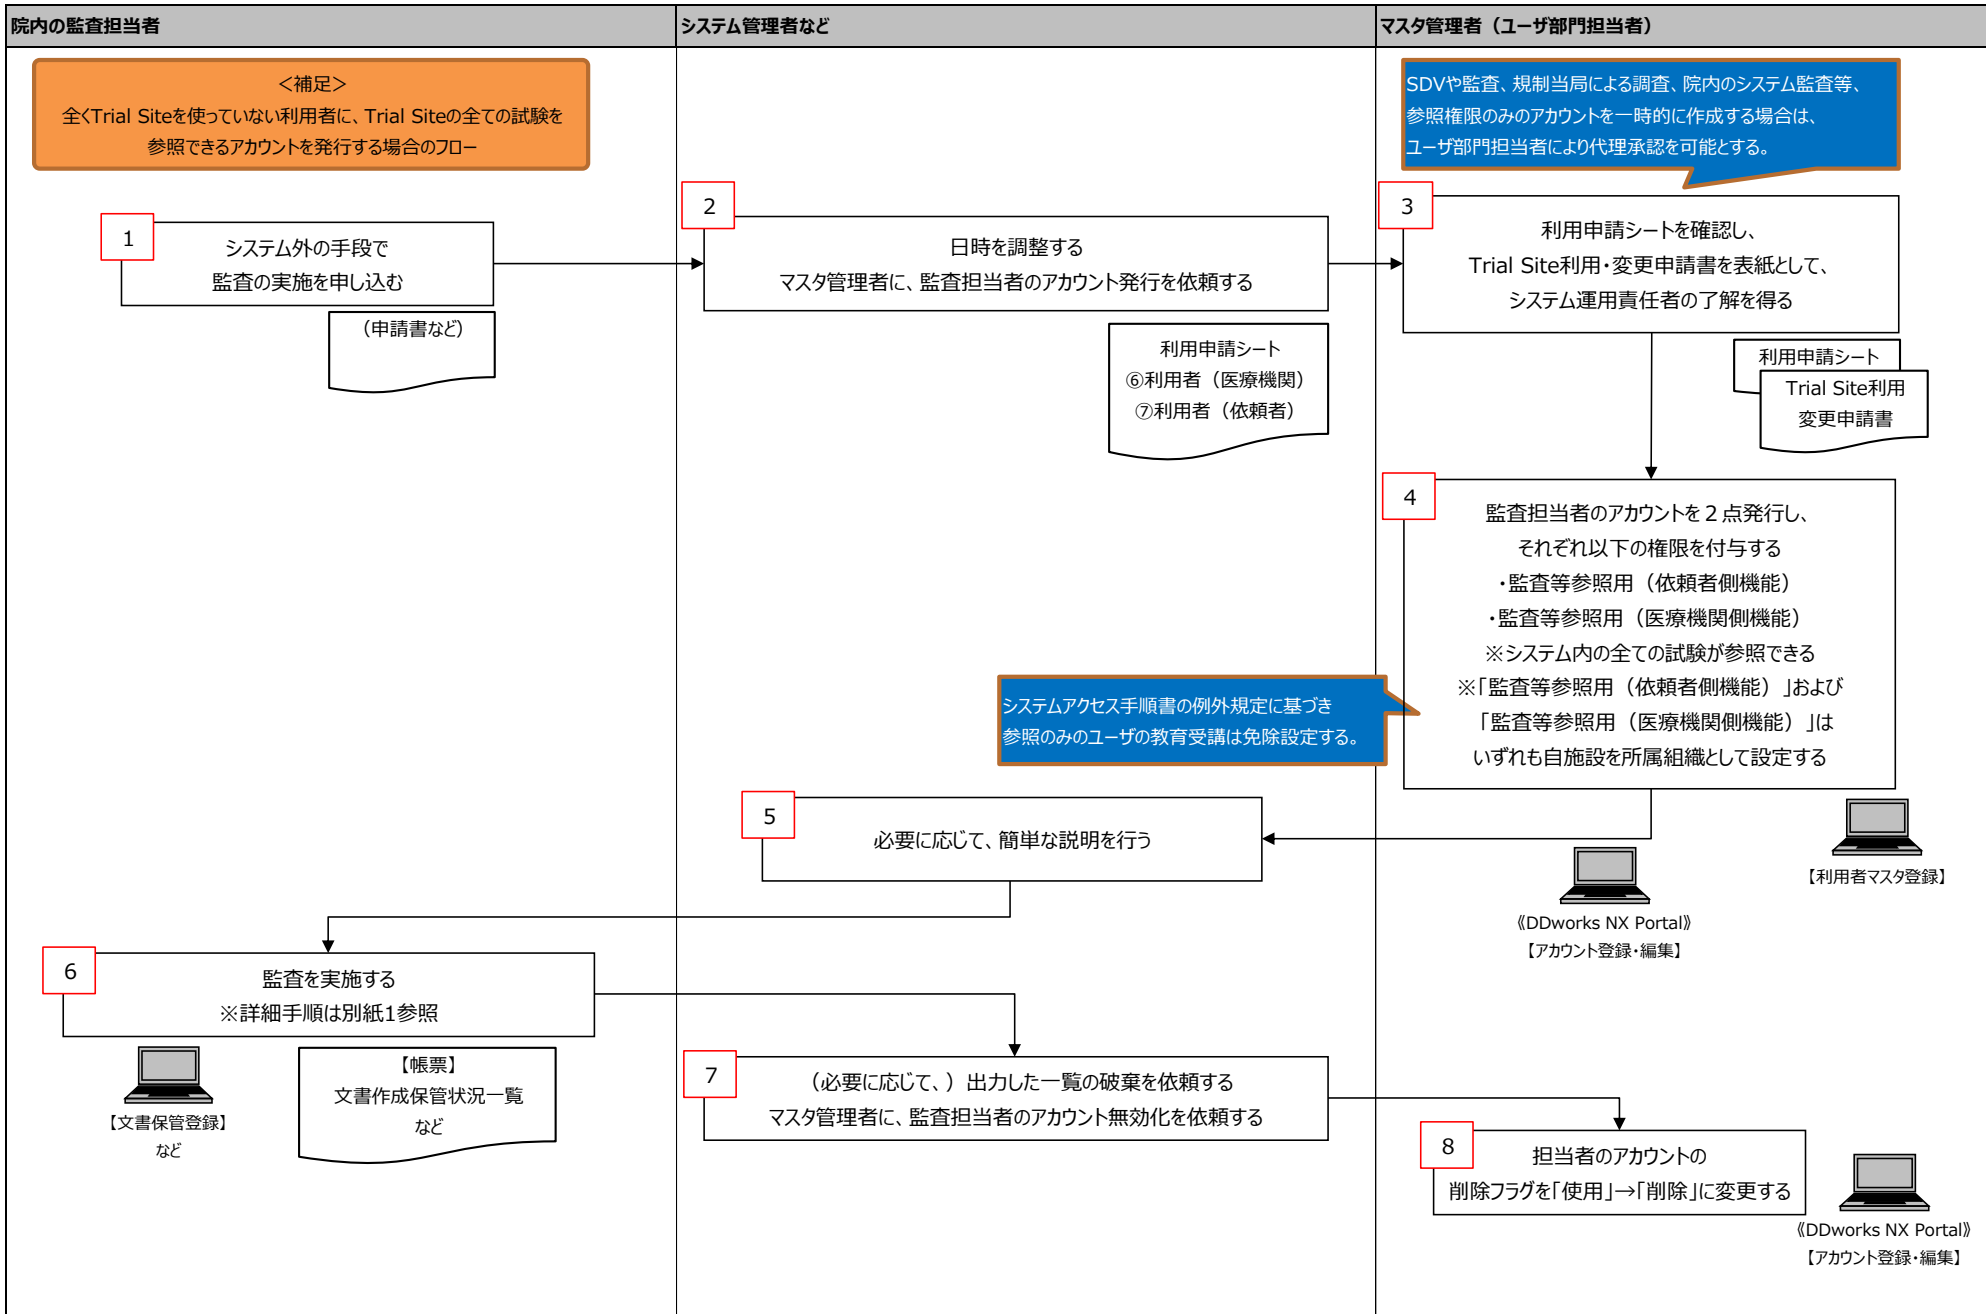 院内の監査担当者
システム管理者など
マスタ管理者（ユーザ部門担当者）
＜補足＞
全くTrial Siteを使っていない利用者に、Trial Siteの全ての試験を
参照できるアカウントを発行する場合のフロー
SDVや監査、規制当局による調査、院内のシステム監査等、
参照権限のみのアカウントを一時的に作成する場合は、
ユーザ部門担当者により代理承認を可能とする。
1
システム外の手段で
監査の実施を申し込む
（申請書など）
2
日時を調整する
マスタ管理者に、監査担当者のアカウント発行を依頼する
利用申請シート
⑥利用者（医療機関）
⑦利用者（依頼者）
3
利用申請シートを確認し、
Trial Site利用・変更申請書を表紙として、
システム運用責任者の了解を得る
利用申請シート
Trial Site利用
変更申請書
4
監査担当者のアカウントを２点発行し、
それぞれ以下の権限を付与する
・監査等参照用（依頼者側機能）
・監査等参照用（医療機関側機能）
※システム内の全ての試験が参照できる
※「監査等参照用（依頼者側機能）」および
「監査等参照用（医療機関側機能）」は
いずれも自施設を所属組織として設定する
システムアクセス手順書の例外規定に基づき
参照のみのユーザの教育受講は免除設定する。
【利用者マスタ登録】
《DDworks NX Portal》
【アカウント登録・編集】
5
必要に応じて、簡単な説明を行う
6
監査を実施する
※詳細手順は別紙1参照
【文書保管登録】
など
【帳票】
文書作成保管状況一覧
など
7
（必要に応じて、）出力した一覧の破棄を依頼する
マスタ管理者に、監査担当者のアカウント無効化を依頼する
8
担当者のアカウントの
削除フラグを「使用」→「削除」に変更する
《DDworks NX Portal》
【アカウント登録・編集】